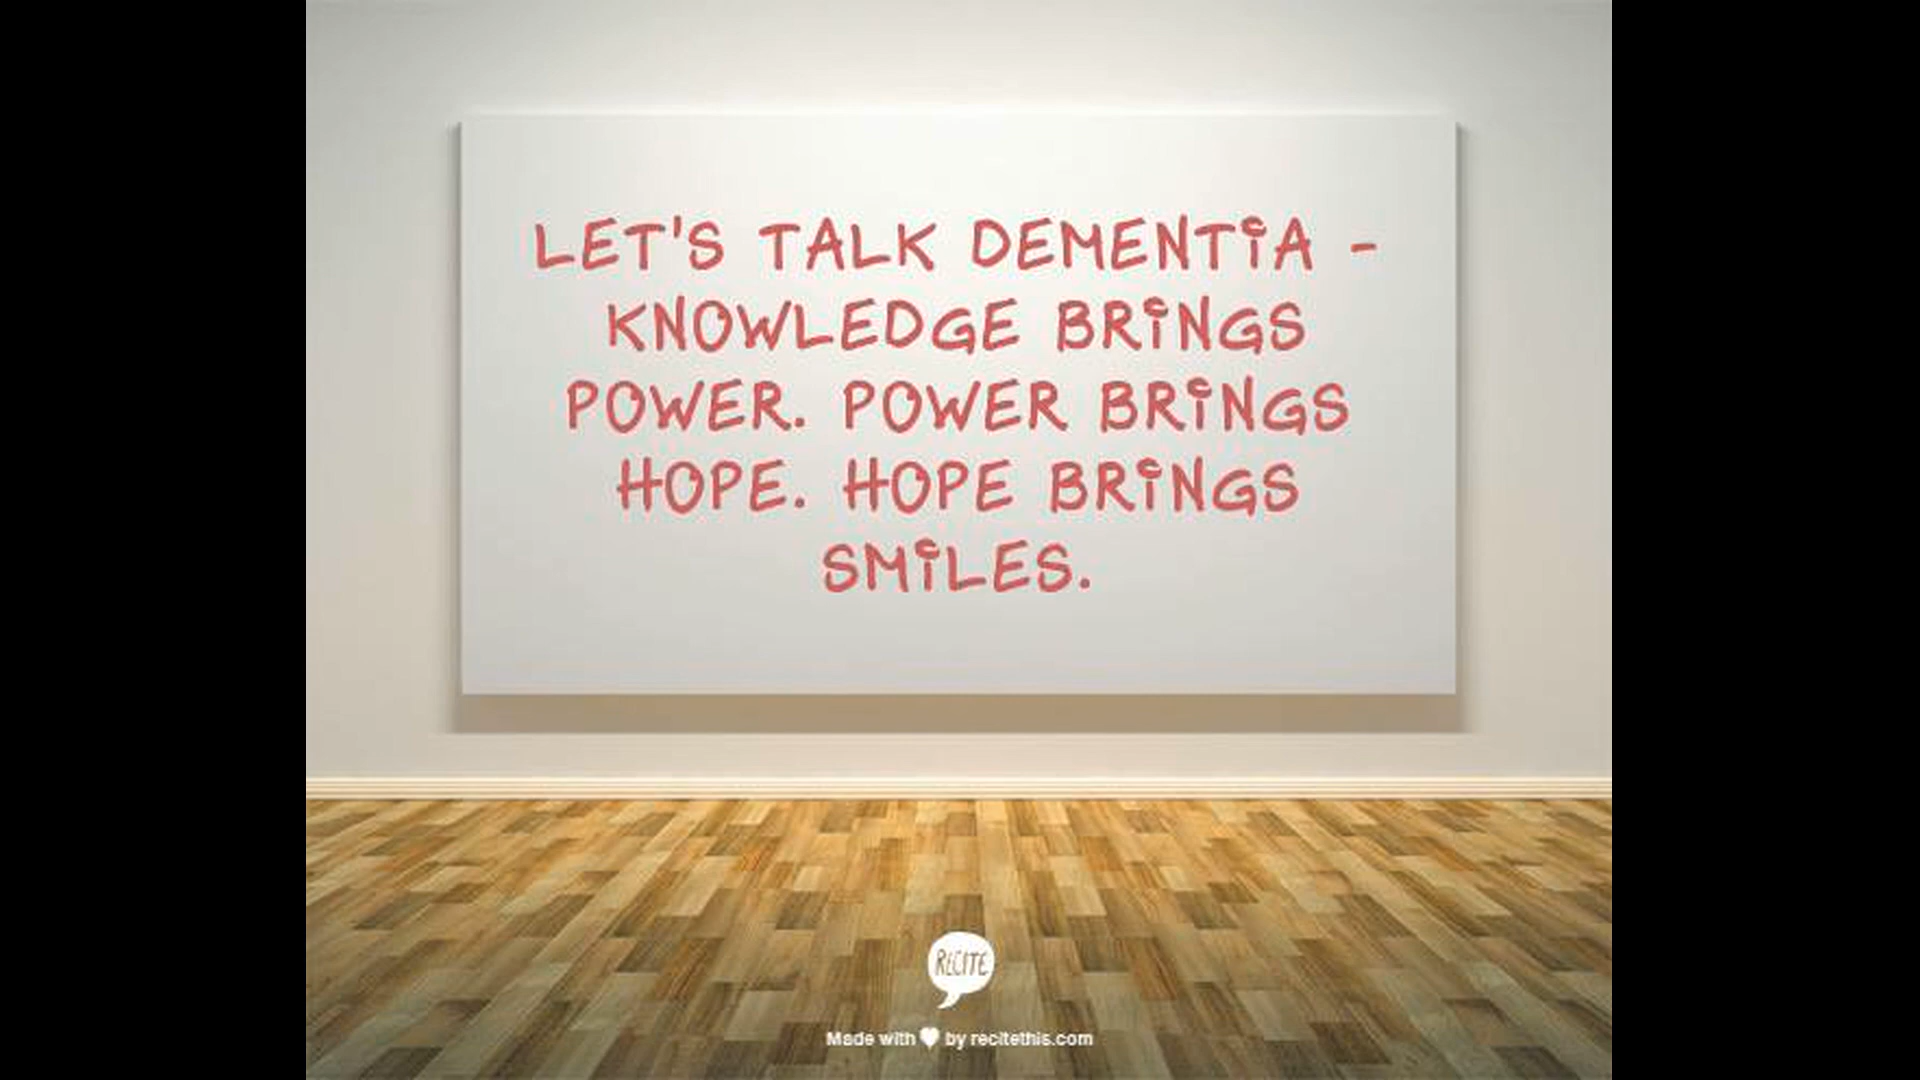 LET'S TALK DEMENTIA -
KNOWLEDGE BRINGS
POWER. POWER BRINGS
HOPE. HOPE BRINGS
SMILES.
RECITE
Made with ♥ by recitethis.com